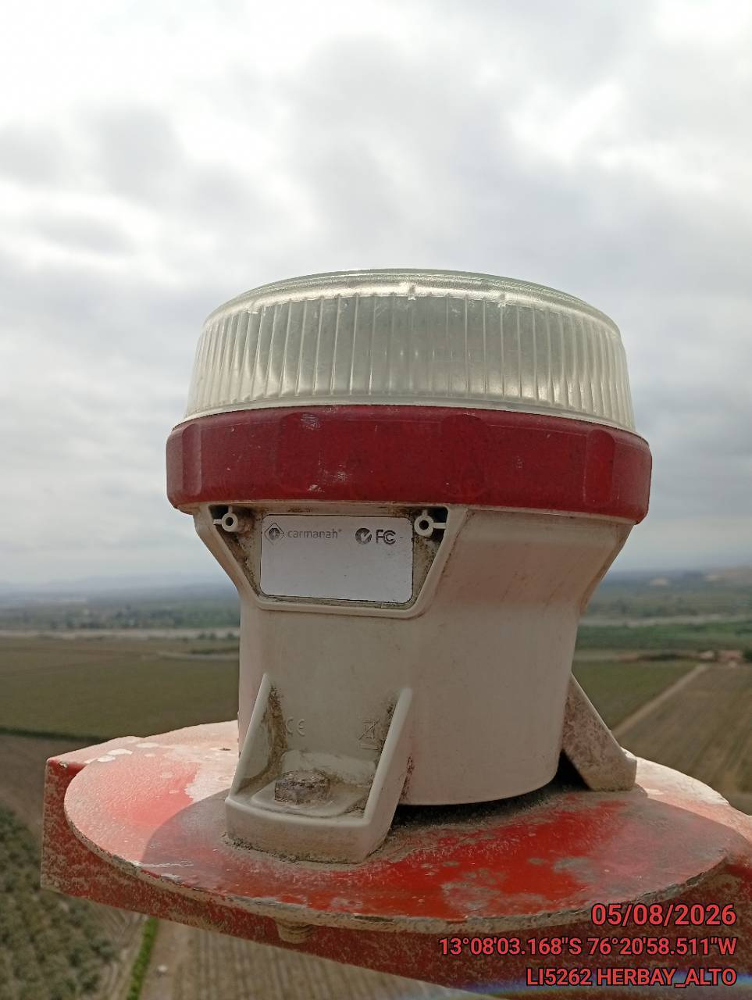 carmanah®
FC
CE
05/08/2026
13°08'03.168"S 76°20'58.511"W
LI5262 HERBAY_ALTO